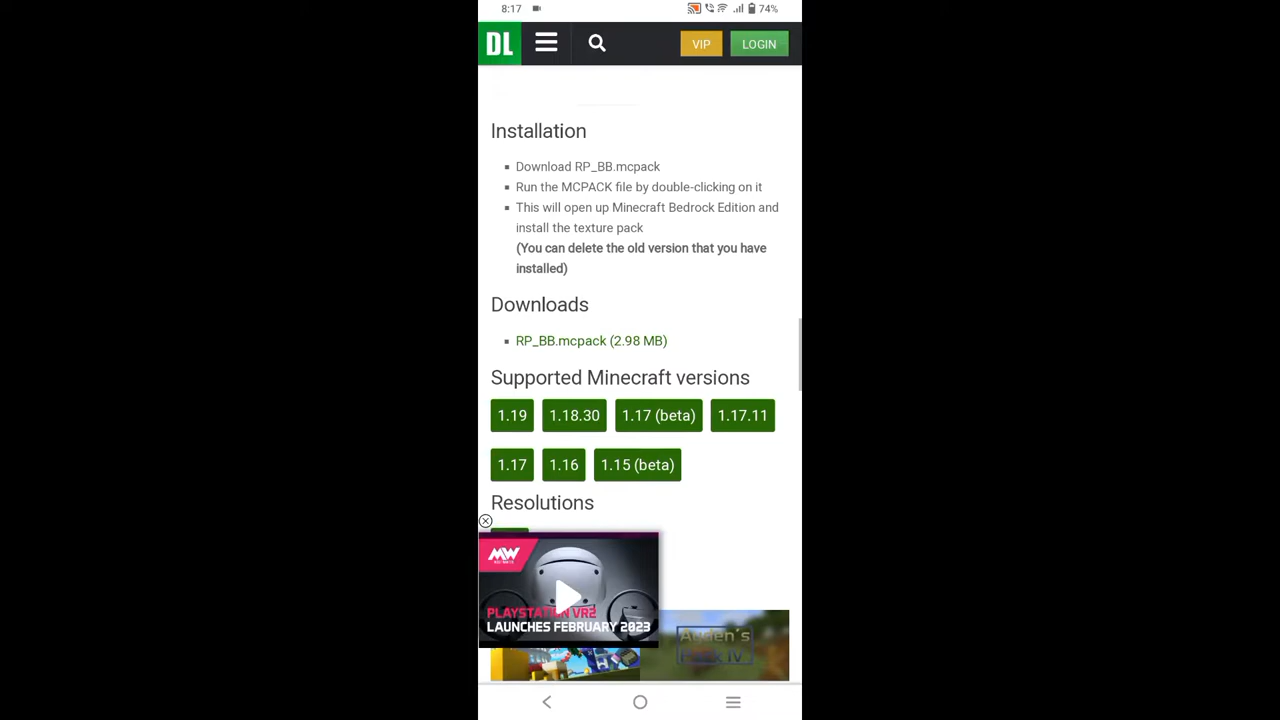 8:17
74%
DL
VIP
LOGIN
Installation
Download RP_BB.mcpack
Run the MCPACK file by double-clicking on it
This will open up Minecraft Bedrock Edition and
install the texture pack
(You can delete the old version that you have
installed)
Downloads
RP_BB.mcpack (2.98 MB)
Supported Minecraft versions
1.19
1.18.30
1.17 (beta)
1.17.11
1.17
1.16
1.15 (beta)
Resolutions
MW
PLAYSTATION VR2
LAUNCHES FEBRUARY 2023